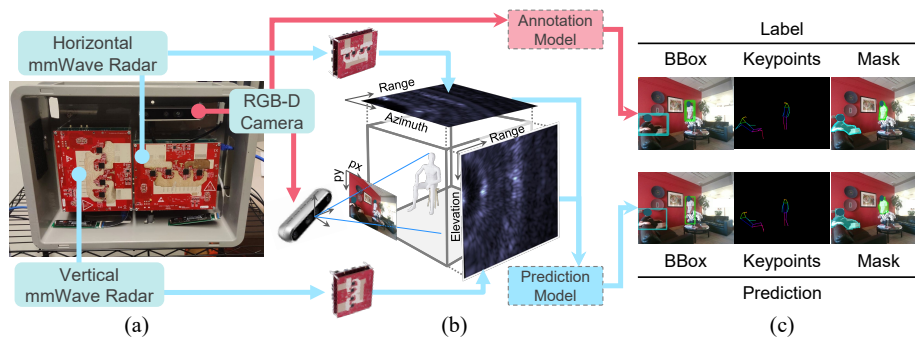 Horizontal
mmWave Radar
RGB-D
Camera
Vertical
mmWave Radar
(a)
Range
Azimuth
Range
Elevation
px
py
(b)
Annotation
Model
Prediction
Model
Label
BBox Keypoints Mask
BBox Keypoints Mask
Prediction
(c)